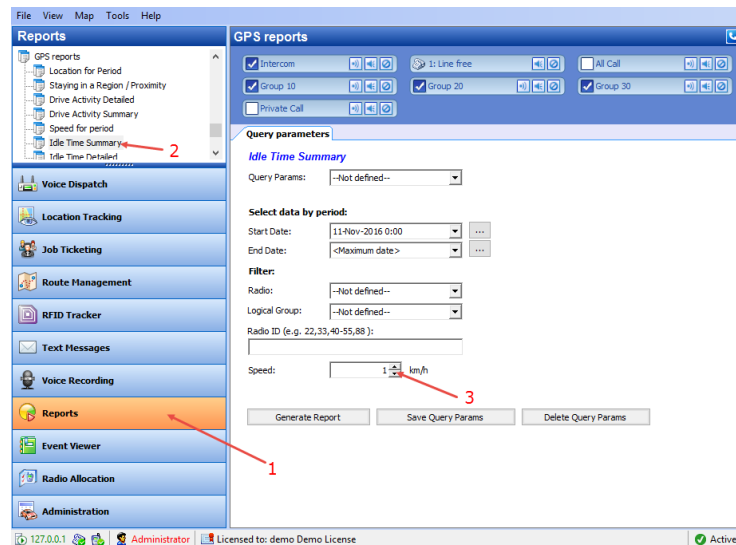 File View Map Tools Help
Reports
GPS reports
Location for Period
Staying in a Region / Proximity
Drive Activity Detailed
Drive Activity Summary
Speed for period
Idle Time Summary
2
Idle Time Detailed
Voice Dispatch
Location Tracking
Job Ticketing
Route Management
RFID Tracker
Text Messages
Voice Recording
Reports
1
Event Viewer
Radio Allocation
Administration
GPS reports
Intercom 1: Line free All Call
Group 10 Group 20 Group 30
Private Call
Query parameters
Idle Time Summary
Query Params: --Not defined--
Select data by period:
Start Date: 11-Nov-2016 0:00 ...
End Date: <Maximum date> ...
Filter:
Radio: --Not defined--
Logical Group: --Not defined--
Radio ID (e.g. 22,33,40-55,88 ):
Speed: 1 km/h
3
Generate Report Save Query Params Delete Query Params
127.0.0.1 Administrator Licensed to: demo Demo License Active